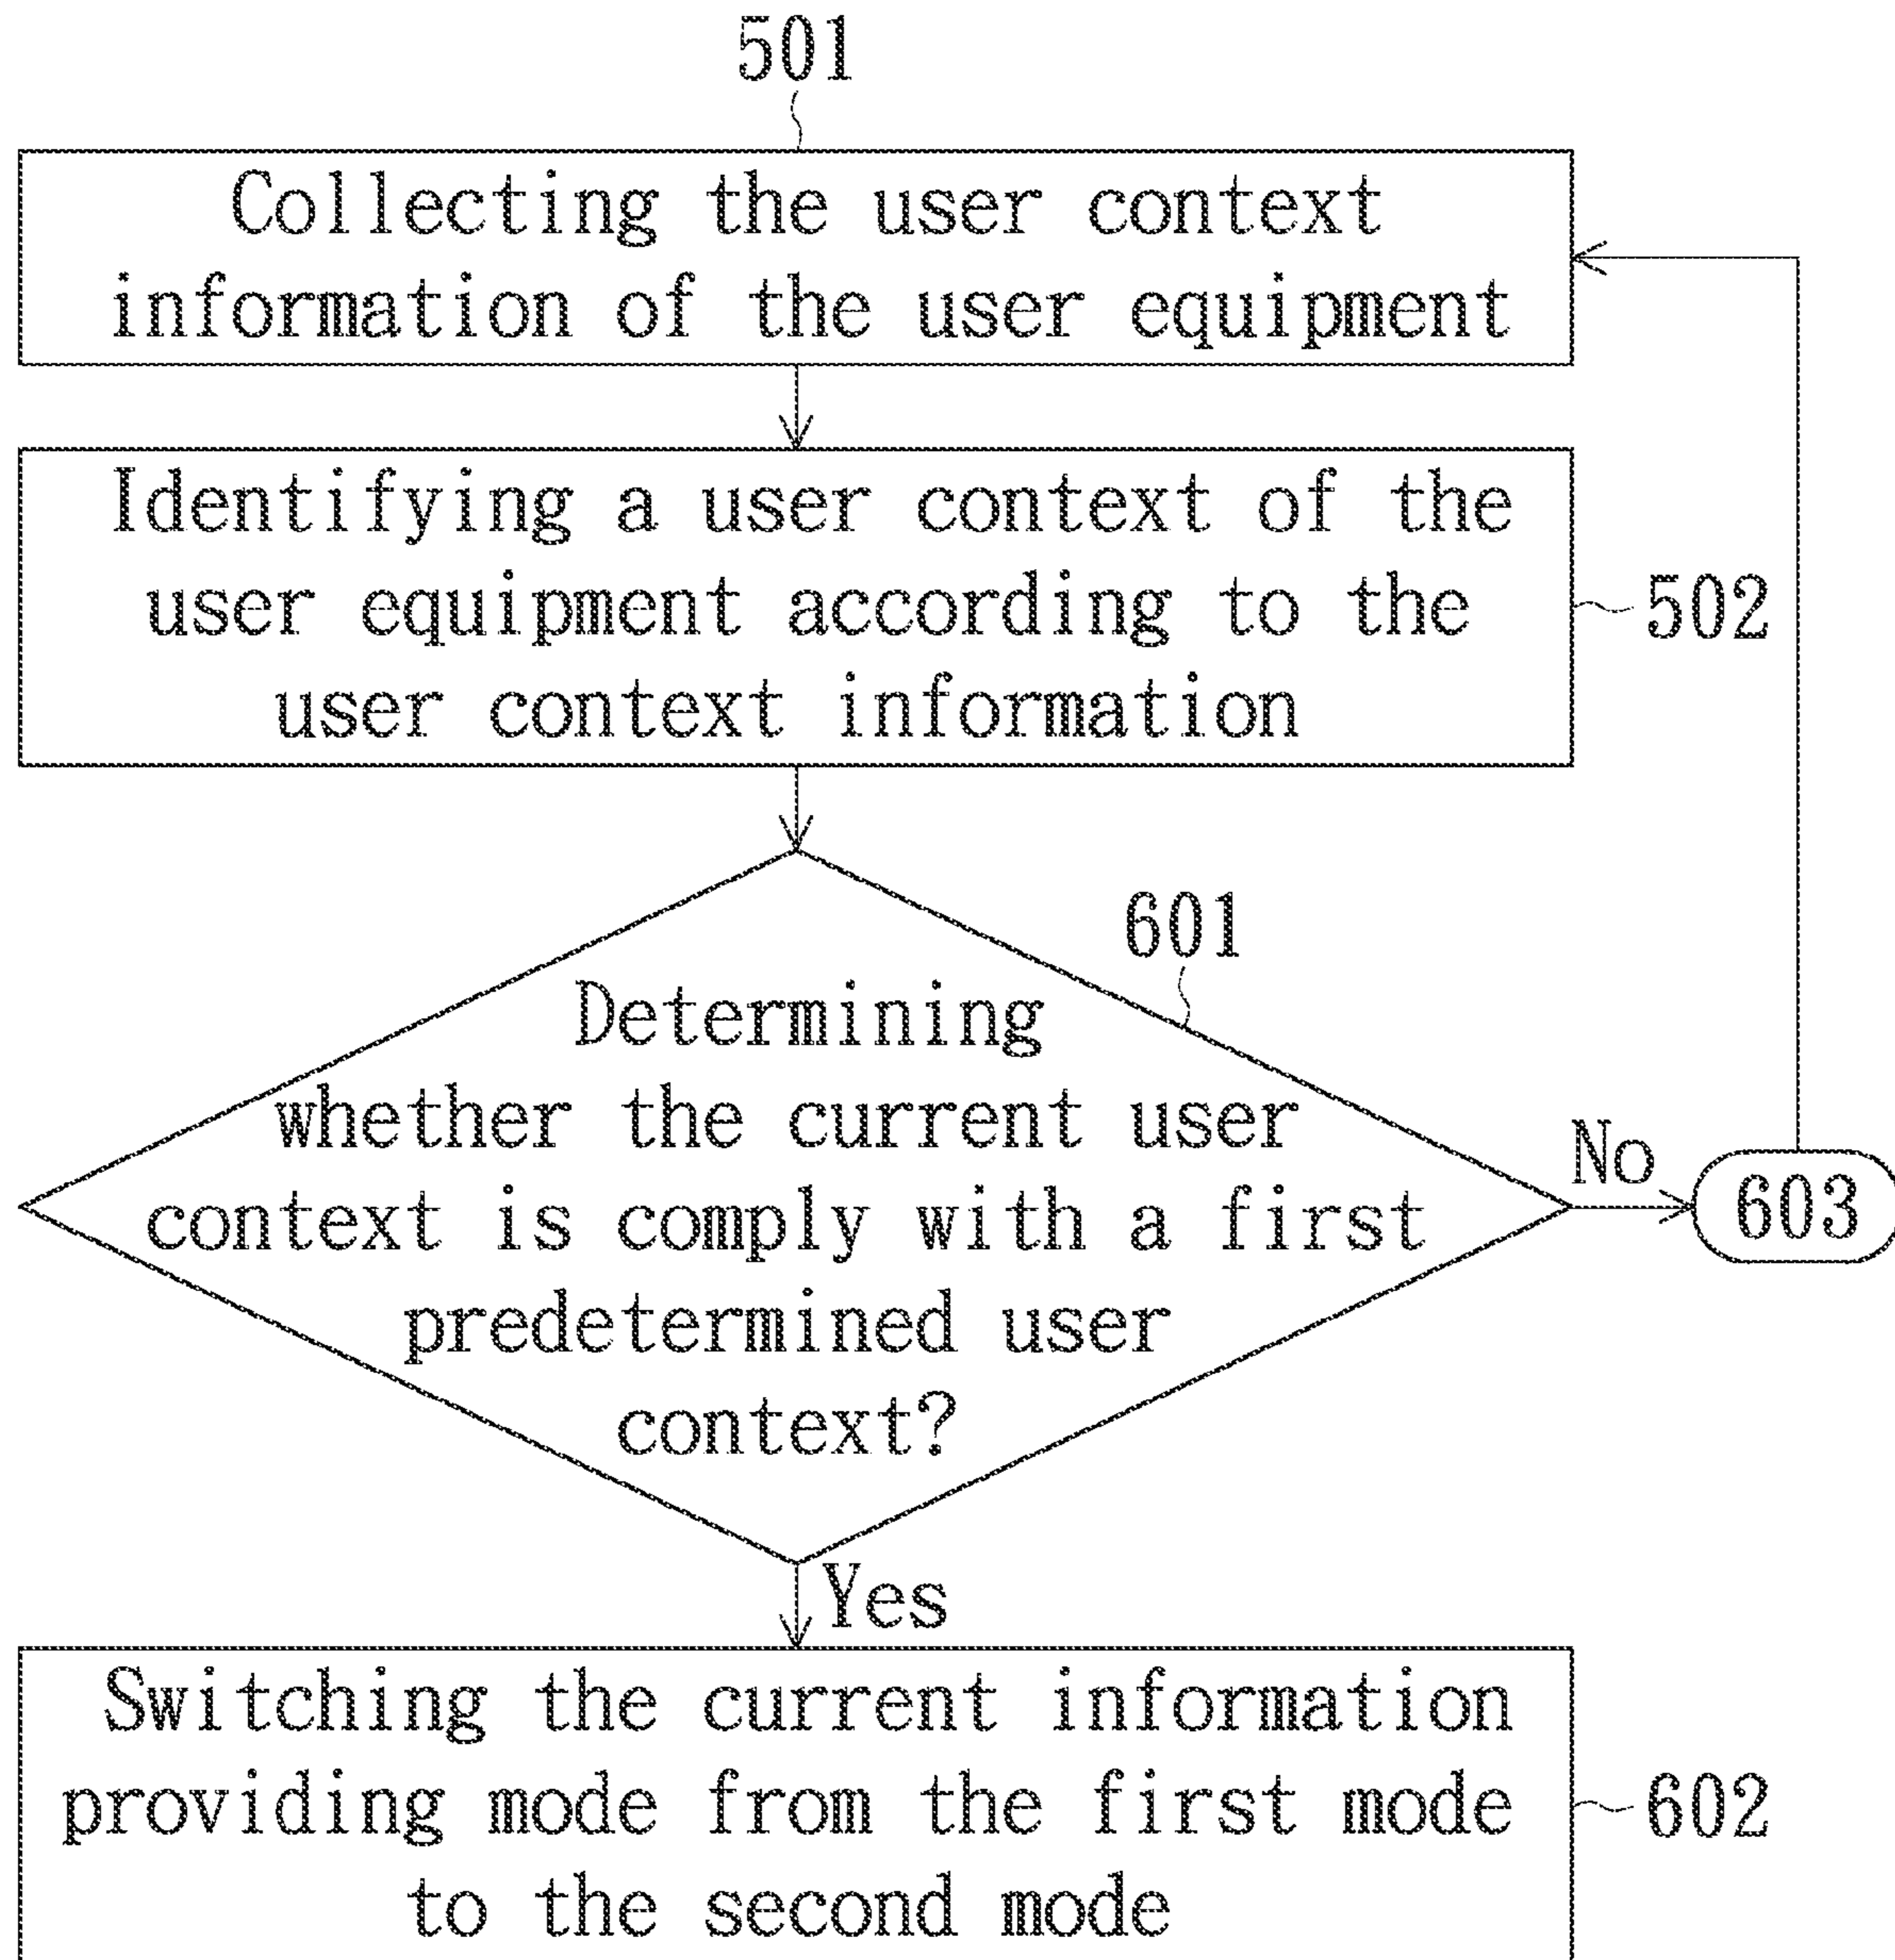 501
Collecting the user context
information of the user equipment
Identifying a user context of the
user equipment according to the
user context information
502
601
Determining
whether the current user
context is comply with a first
predetermined user
context?
No
603
Yes
Switching the current information
providing mode from the first mode
to the second mode
602